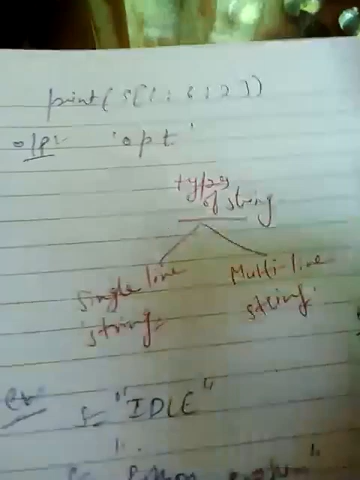 print(s[1:6:2])
o/p:- 'opt'
types
of string
single line
string
Multi-line
string
ex:
s="IDLE"